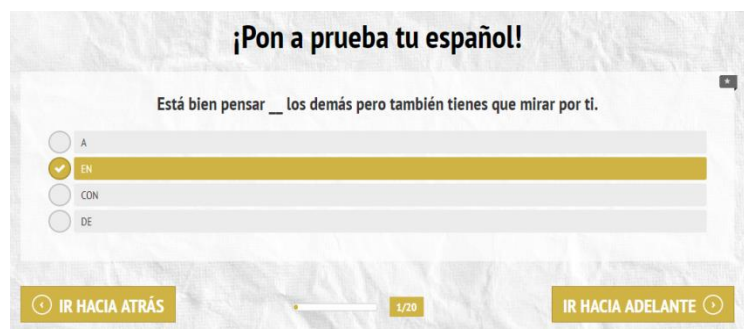 ¡Pon a prueba tu español!
Está bien pensar __ los demás pero también tienes que mirar por ti.
A
EN
CON
DE
IR HACIA ATRÁS
1/20
IR HACIA ADELANTE